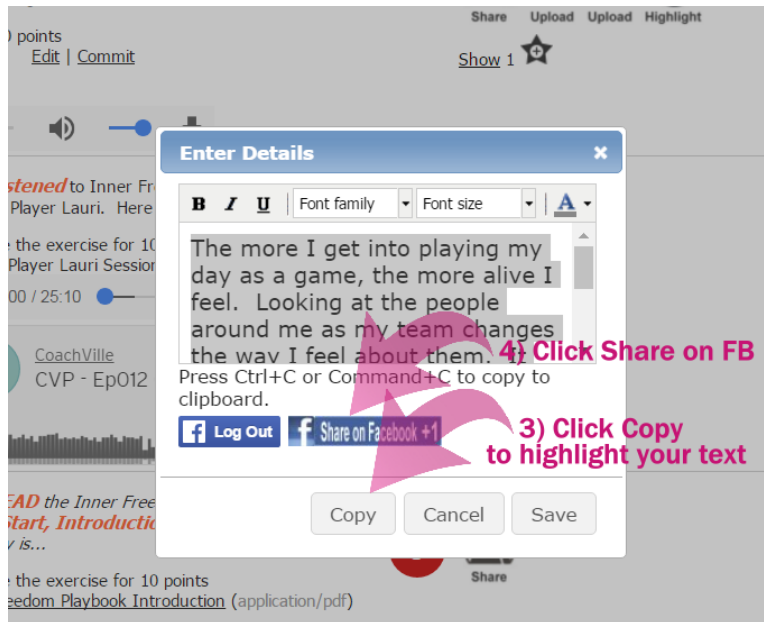 Share Upload Upload Highlight
points
Edit | Commit
Show 1
Enter Details ×
stened to Inner Fr
Player Lauri. Here
B I U Font family Font size A
the exercise for 10
Player Lauri Session
00 / 25:10
The more I get into playing my
day as a game, the more alive I
feel. Looking at the people
around me as my team changes
the way I feel about them. It
4) Click Share on FB
CoachVille
CVP - Ep012
Press Ctrl+C or Command+C to copy to
clipboard.
f Log Out
f Share on Facebook +1
3) Click Copy
to highlight your text
EAD the Inner Free
Start, Introductio
is...
Copy Cancel Save
the exercise for 10 points
eedom Playbook Introduction (application/pdf)
Share